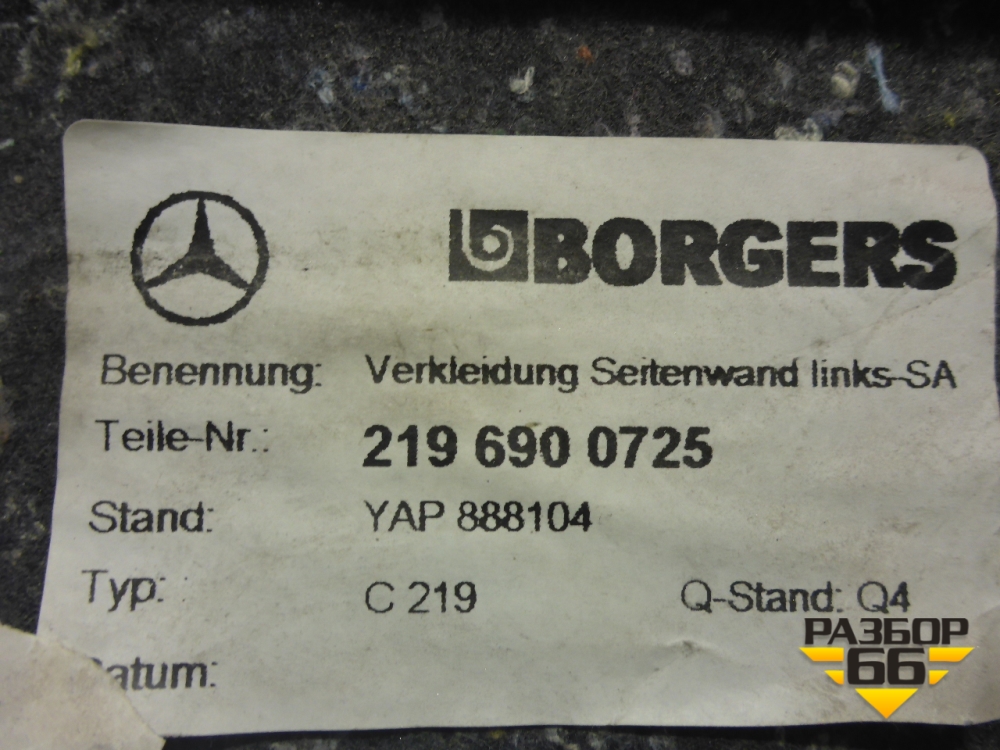 BORGERS
Benennung: Verkleidung Seitenwand links-SA
Teile-Nr.: 219 690 0725
Stand: YAP 888104
Typ: C 219 Q-Stand: Q4
Datum:
РАЗБОР
66